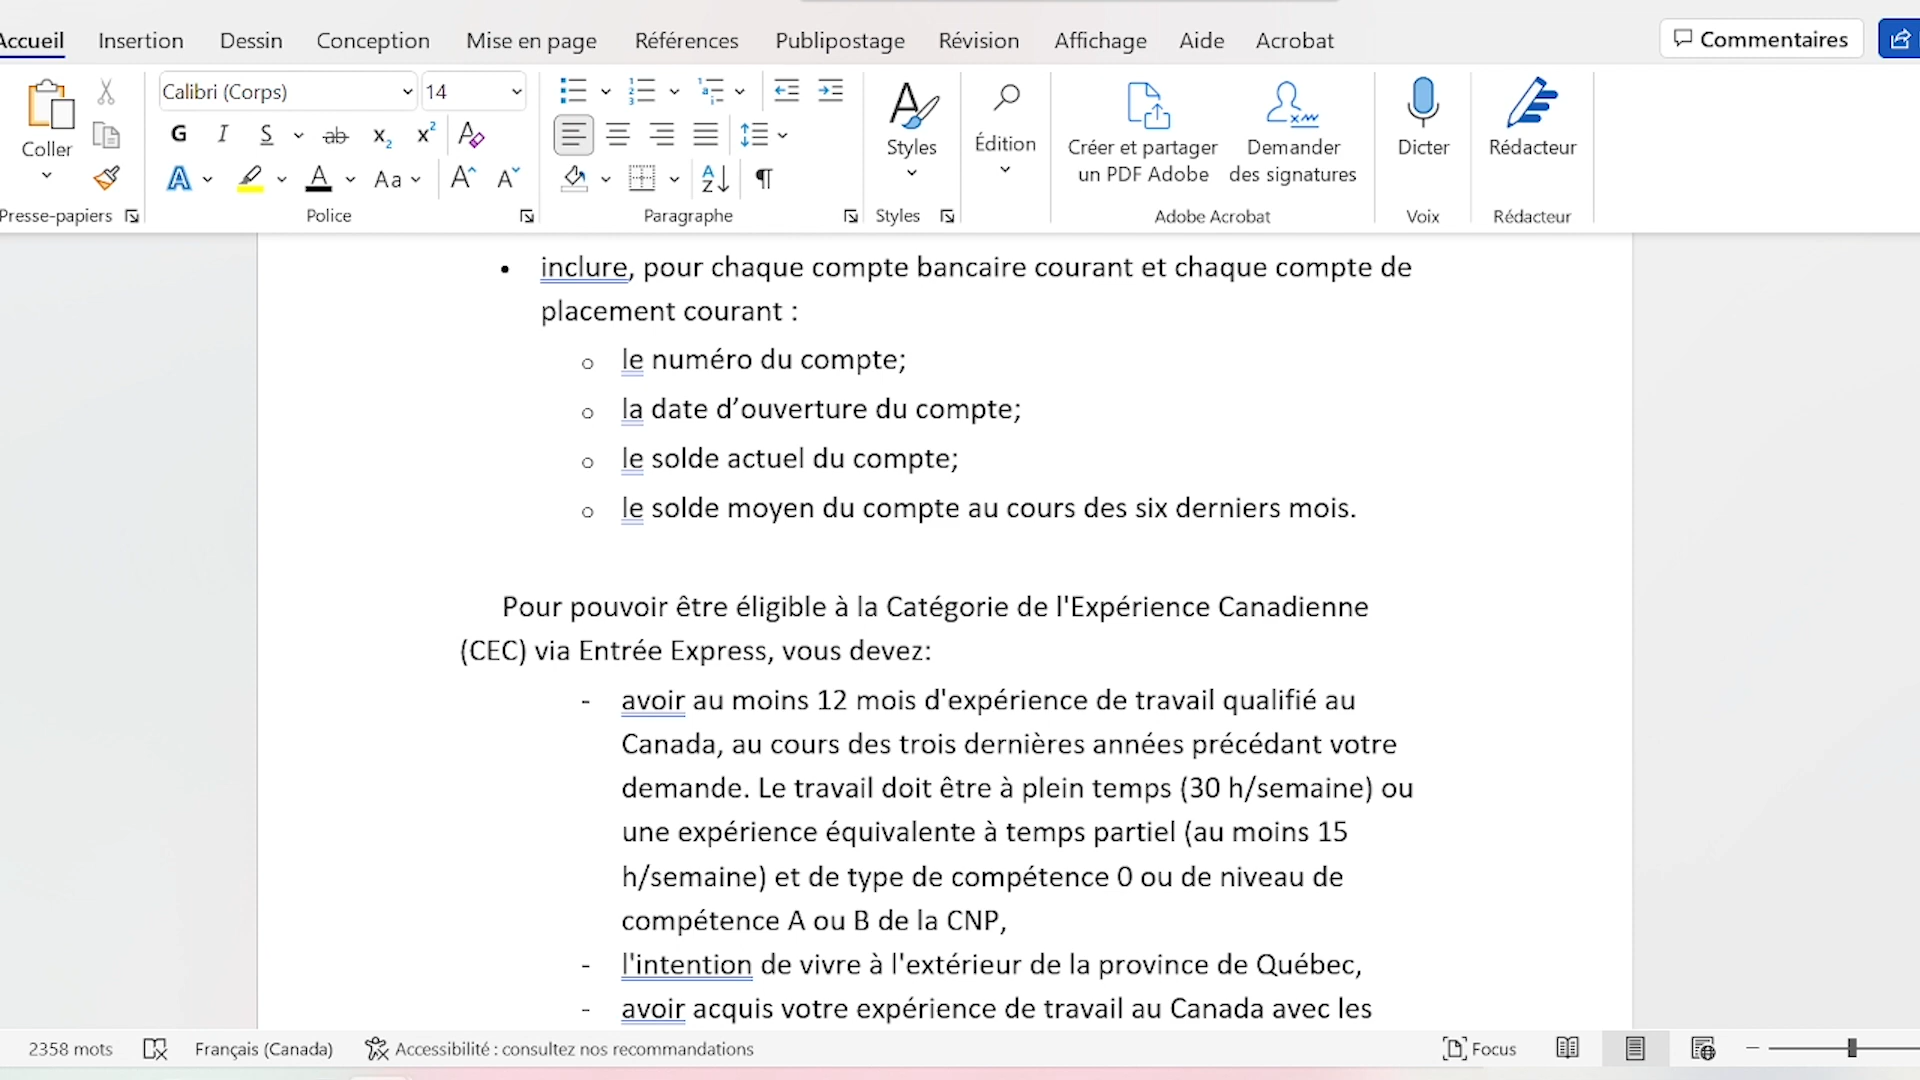 Accueil Insertion Dessin Conception Mise en page Références Publipostage Révision Affichage Aide Acrobat Commentaires
Calibri (Corps) 14
G I S ab x₂ x² A
Coller Styles Édition Créer et partager un PDF Adobe Demander des signatures Dicter Rédacteur
A A Aa A A
Presse-papiers Police Paragraphe Styles Adobe Acrobat Voix Rédacteur
• inclure, pour chaque compte bancaire courant et chaque compte de
placement courant :
o le numéro du compte;
o la date d’ouverture du compte;
o le solde actuel du compte;
o le solde moyen du compte au cours des six derniers mois.
Pour pouvoir être éligible à la Catégorie de l'Expérience Canadienne
(CEC) via Entrée Express, vous devez:
- avoir au moins 12 mois d'expérience de travail qualifié au
Canada, au cours des trois dernières années précédant votre
demande. Le travail doit être à plein temps (30 h/semaine) ou
une expérience équivalente à temps partiel (au moins 15
h/semaine) et de type de compétence 0 ou de niveau de
compétence A ou B de la CNP,
- l'intention de vivre à l'extérieur de la province de Québec,
- avoir acquis votre expérience de travail au Canada avec les
2358 mots Français (Canada) Accessibilité : consultez nos recommandations Focus